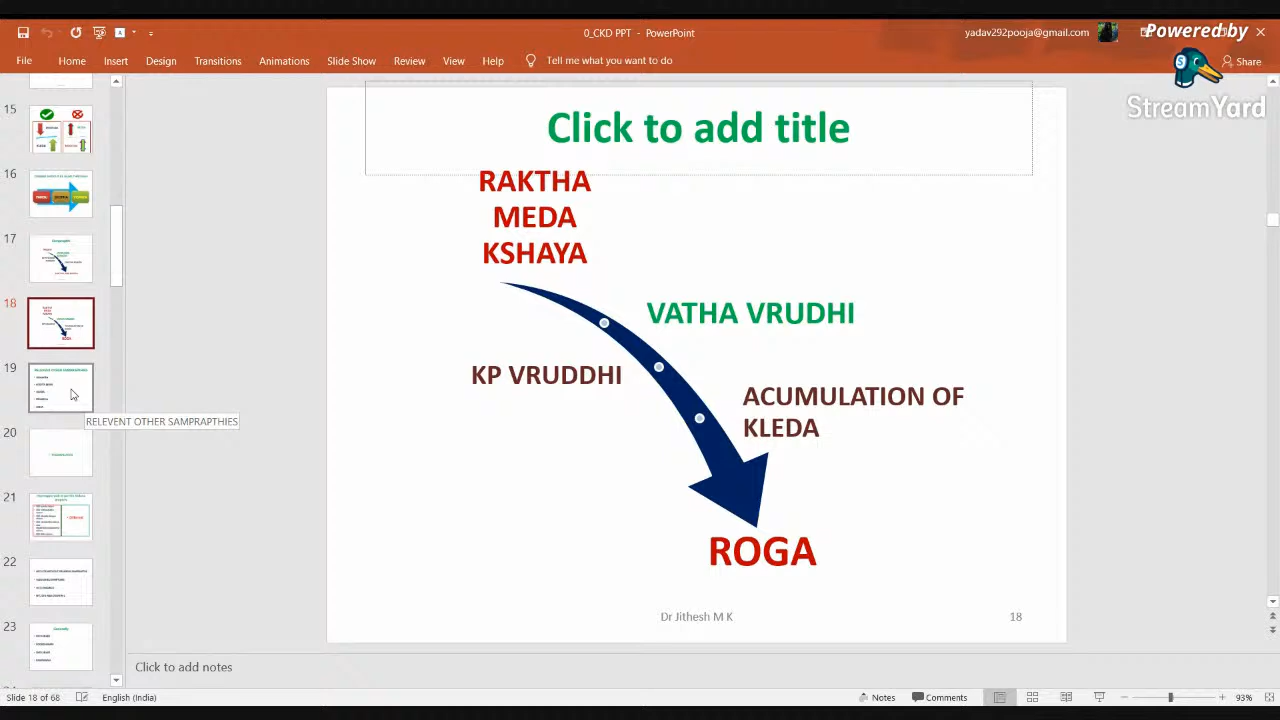 0_CKD PPT - PowerPoint
yadav292pooja@gmail.com
Powered by
StreamYard
File Home Insert Design Transitions Animations Slide Show Review View Help Tell me what you want to do
Share
15
16
17
18
19
20
21
22
23
RELEVENT OTHER SAMPRAPTHIES
Click to add title
RAKTHA
MEDA
KSHAYA
VATHA VRUDHI
KP VRUDDHI
ACUMULATION OF
KLEDA
ROGA
Dr Jithesh M K
18
Click to add notes
Slide 18 of 68
English (India)
Notes
Comments
93%